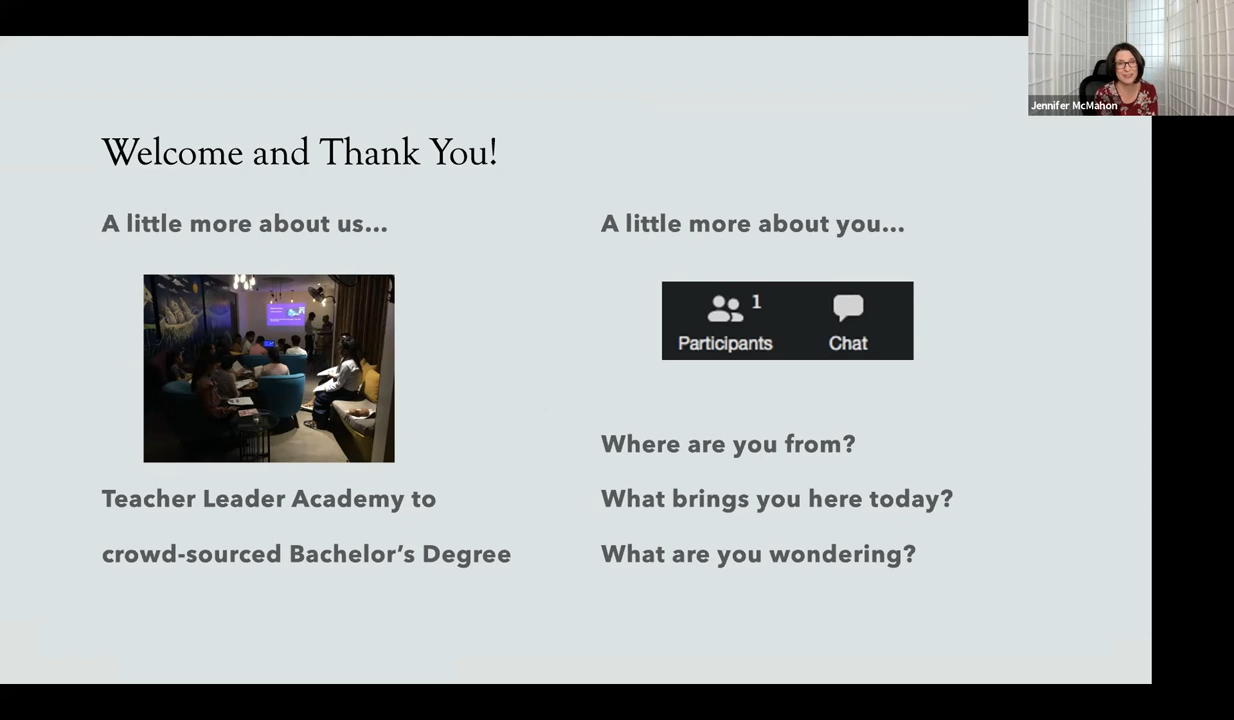 Jennifer McMahon
Welcome and Thank You!
A little more about us...
Teacher Leader Academy to
crowd-sourced Bachelor's Degree
A little more about you...
1
Participants
Chat
Where are you from?
What brings you here today?
What are you wondering?